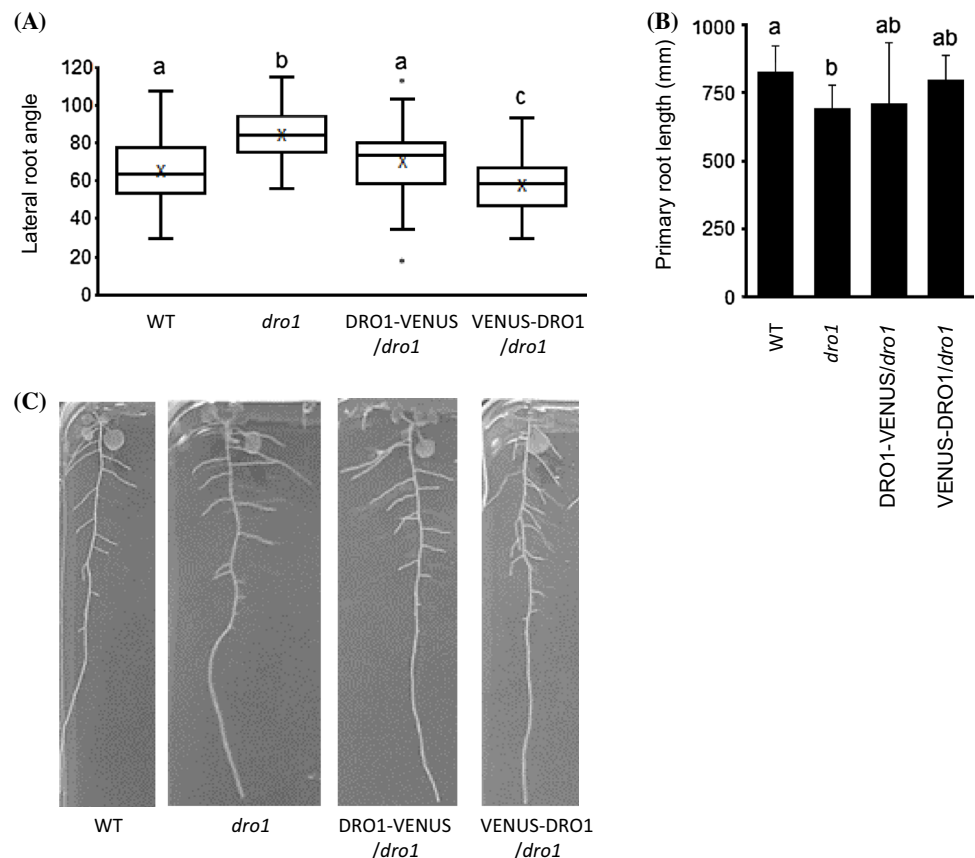 (A)
Lateral root angle
120
100
80
60
40
20
0
a
b
a
c
X
X
X
X
WT
dro1
DRO1-VENUS
/dro1
VENUS-DRO1
/dro1
(B)
Primary root length (mm)
1000
750
500
250
0
a
b
ab
ab
WT
dro1
DRO1-VENUS/dro1
VENUS-DRO1/dro1
(C)
WT
dro1
DRO1-VENUS
/dro1
VENUS-DRO1
/dro1